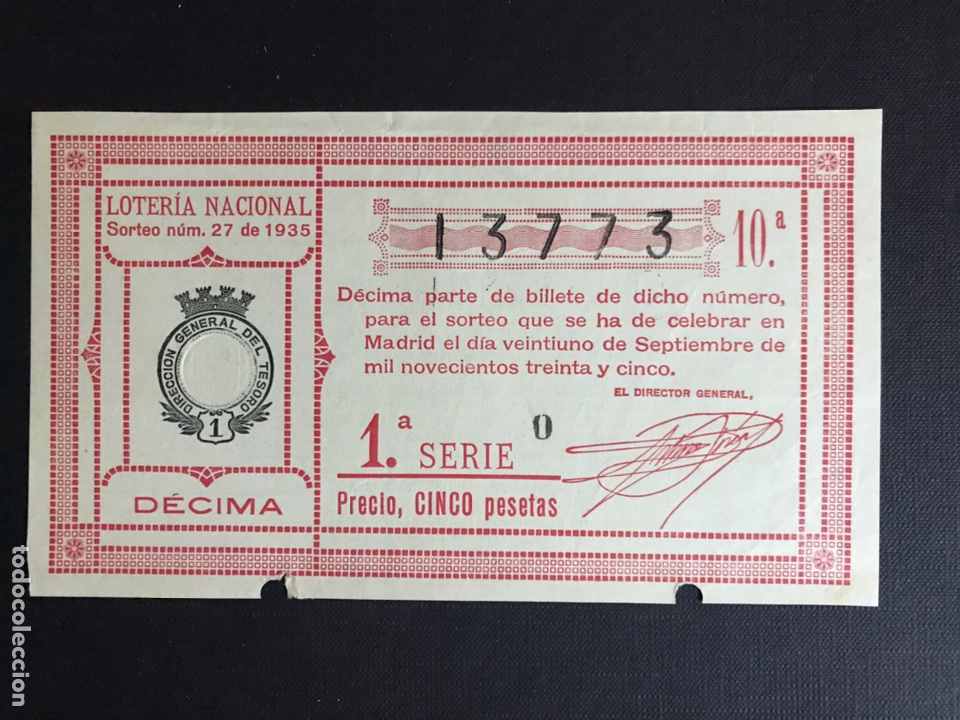 LOTERÍA NACIONAL
Sorteo núm. 27 de 1935
DIRECCION GENERAL DEL TESORO
1
DÉCIMA
13773
10.ª
Décima parte de billete de dicho número,
para el sorteo que se ha de celebrar en
Madrid el día veintiuno de Septiembre de
mil novecientos treinta y cinco.
EL DIRECTOR GENERAL,
1.ª SERIE 0
Precio, CINCO pesetas
todocoleccion